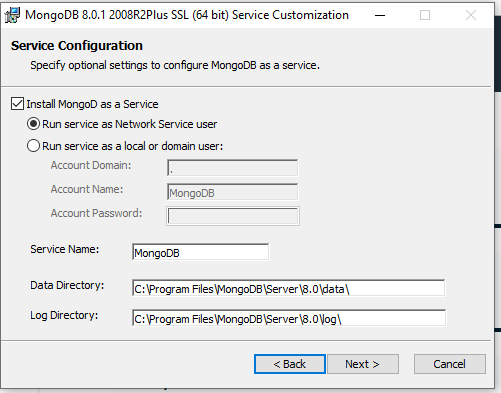 MongoDB 8.0.1 2008R2Plus SSL (64 bit) Service Customization
Service Configuration
Specify optional settings to configure MongoDB as a service.
Install MongoD as a Service
Run service as Network Service user
Run service as a local or domain user:
Account Domain: .
Account Name: MongoDB
Account Password:
Service Name: MongoDB
Data Directory: C:\Program Files\MongoDB\Server\8.0\data\
Log Directory: C:\Program Files\MongoDB\Server\8.0\log\
< Back Next > Cancel